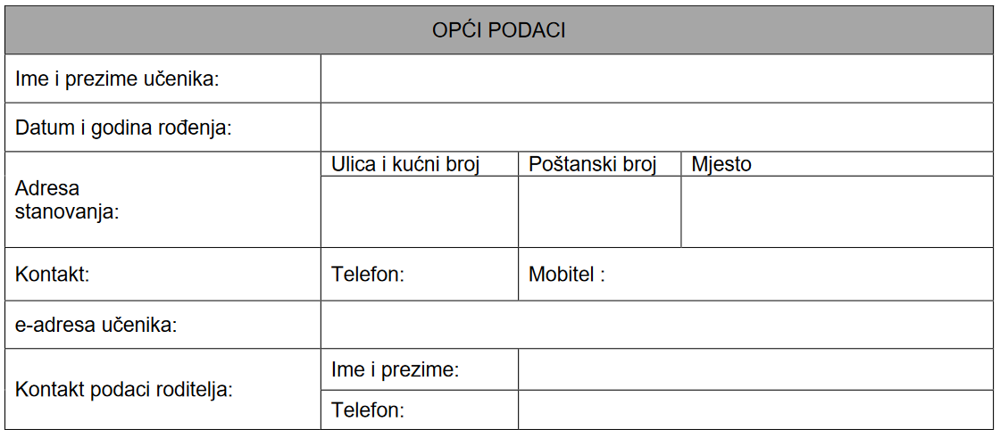 OPĆI PODACI
Ime i prezime učenika:
Datum i godina rođenja:
Adresa
stanovanja:
Ulica i kućni broj
Poštanski broj
Mjesto
Kontakt:
Telefon:
Mobitel :
e-adresa učenika:
Kontakt podaci roditelja:
Ime i prezime:
Telefon: